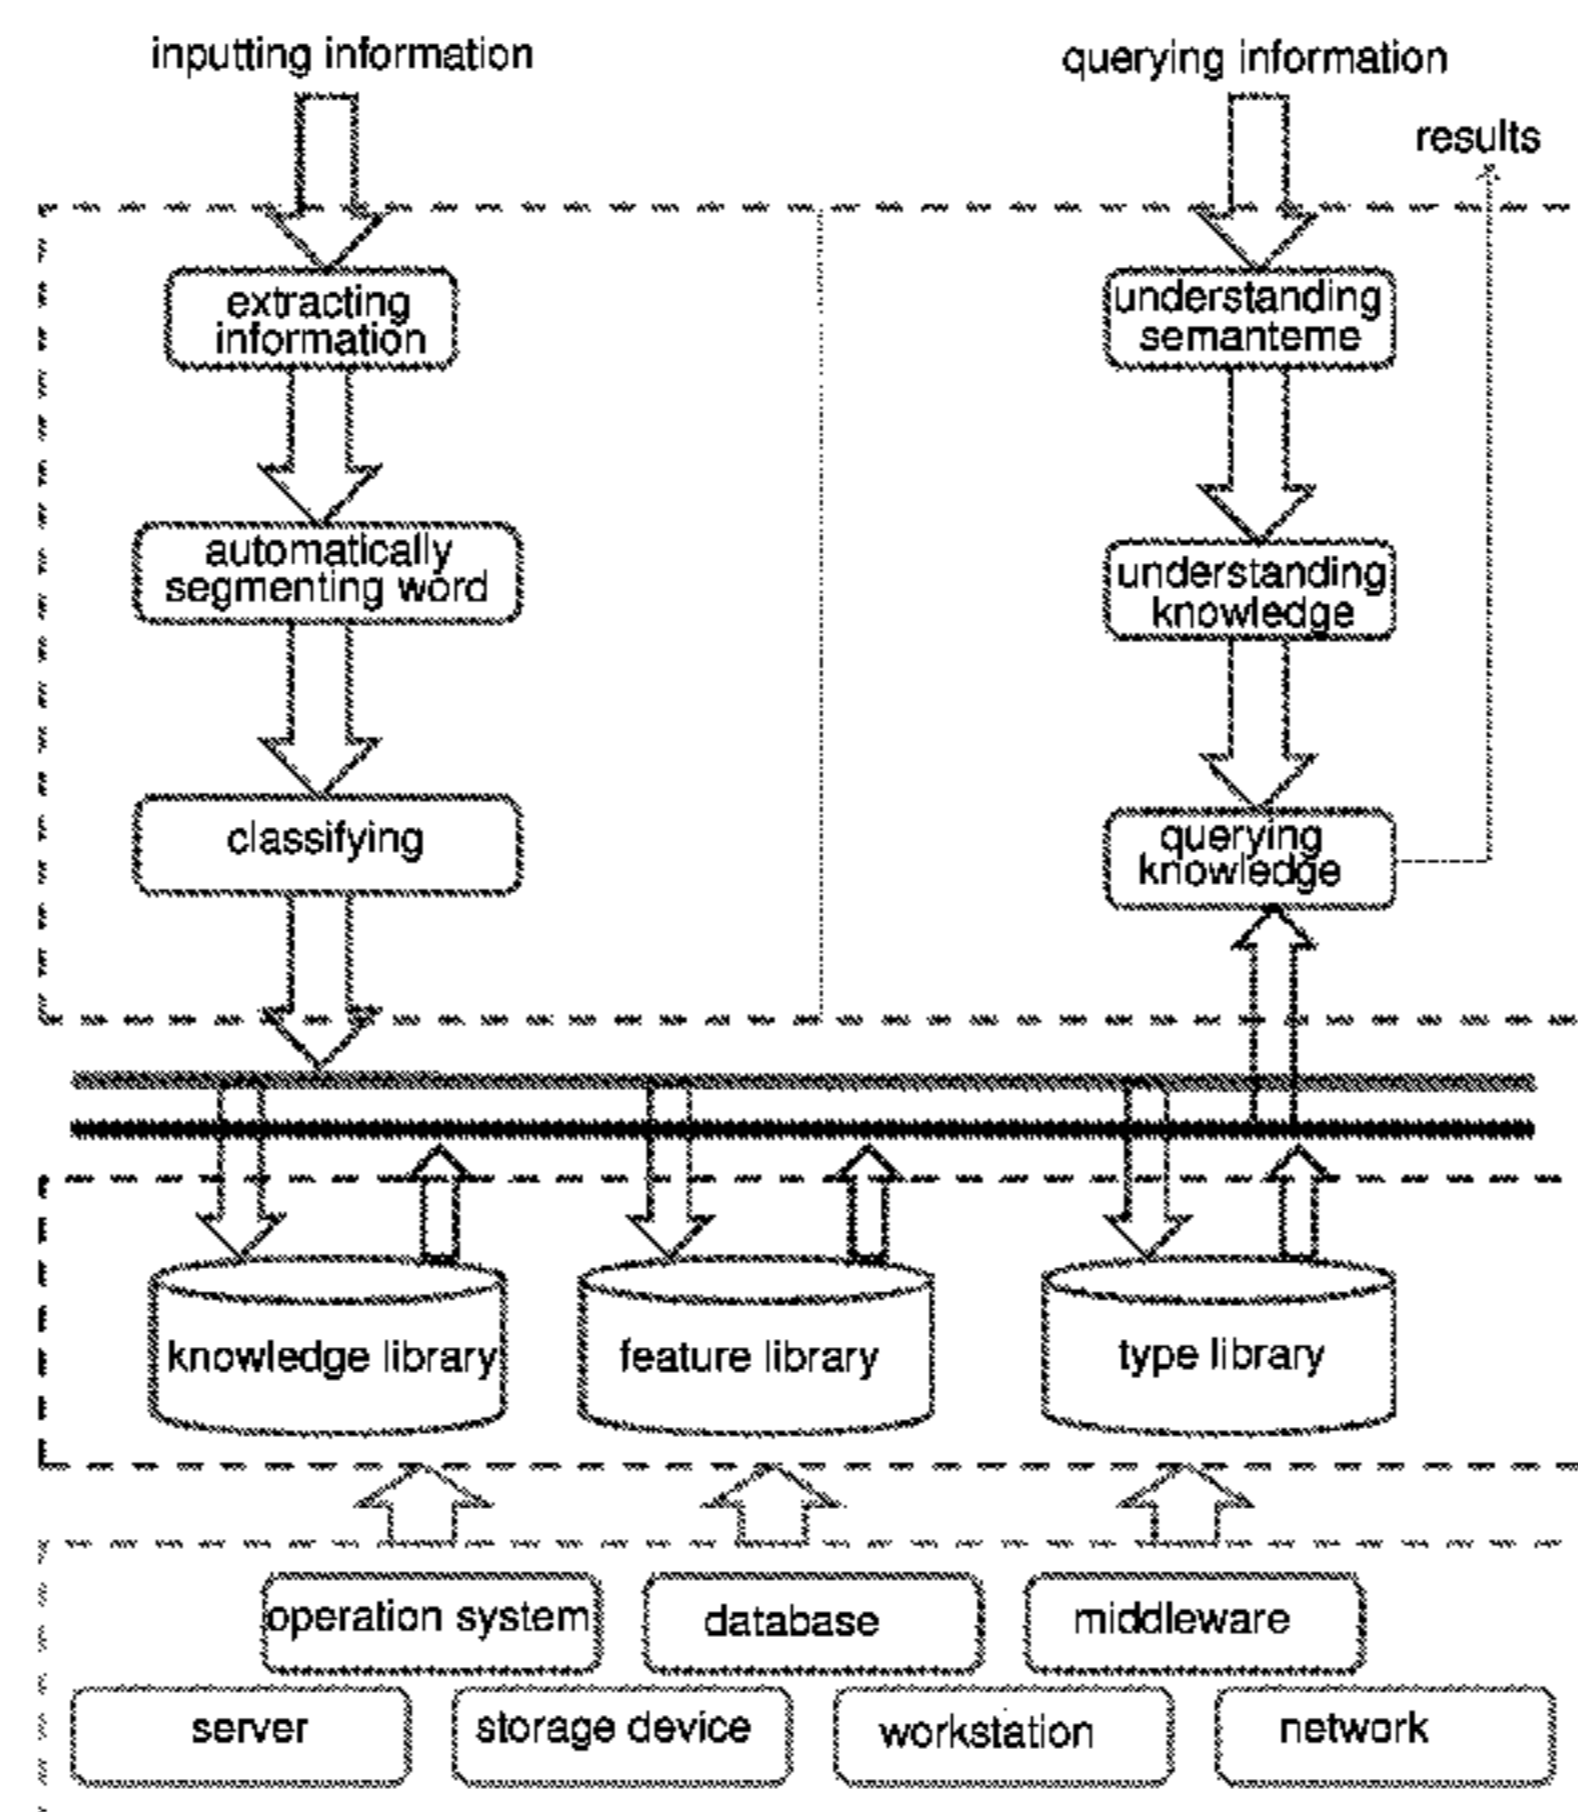 inputting information
querying information
results
extracting
information
understanding
semanteme
automatically
segmenting word
understanding
knowledge
classifying
querying
knowledge
knowledge library
feature library
type library
operation system
database
middleware
server
storage device
workstation
network